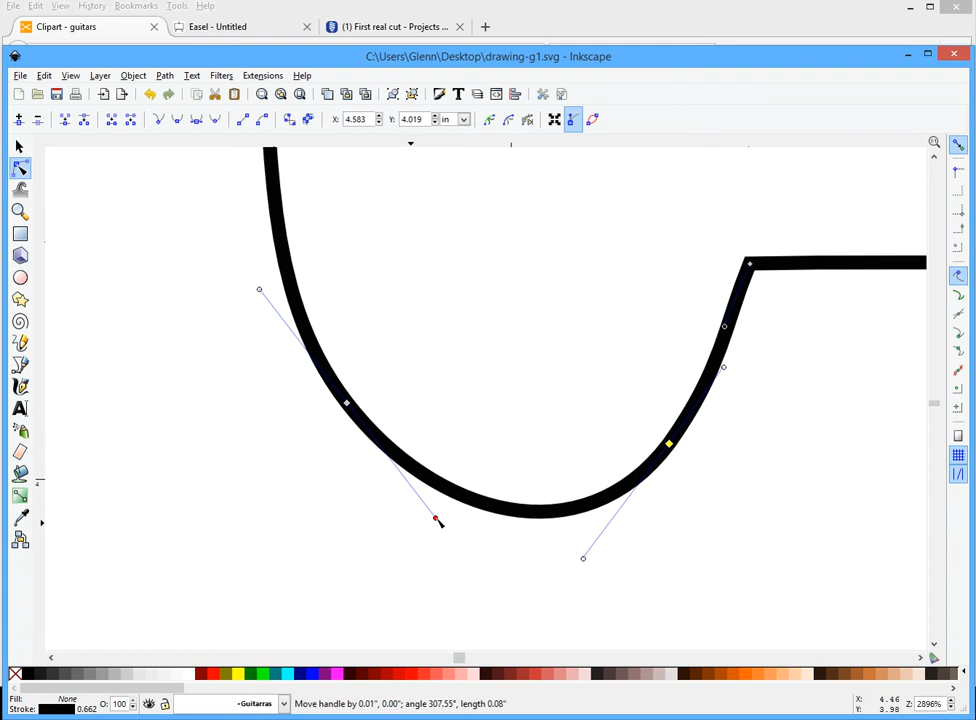 File Edit View History Bookmarks Tools Help
Clipart - guitars Easel - Untitled (1) First real cut - Projects ...
C:\Users\Glenn\Desktop\drawing-g1.svg - Inkscape
File Edit View Layer Object Path Text Filters Extensions Help
X: 4.583 Y: 4.019 in
4
Fill: None
Stroke: 0.662 O: 100 •Guitarras Move handle by 0.01", 0.00"; angle 307.55°, length 0.08" X: 4.46 Y: 3.98 Z: 2896%